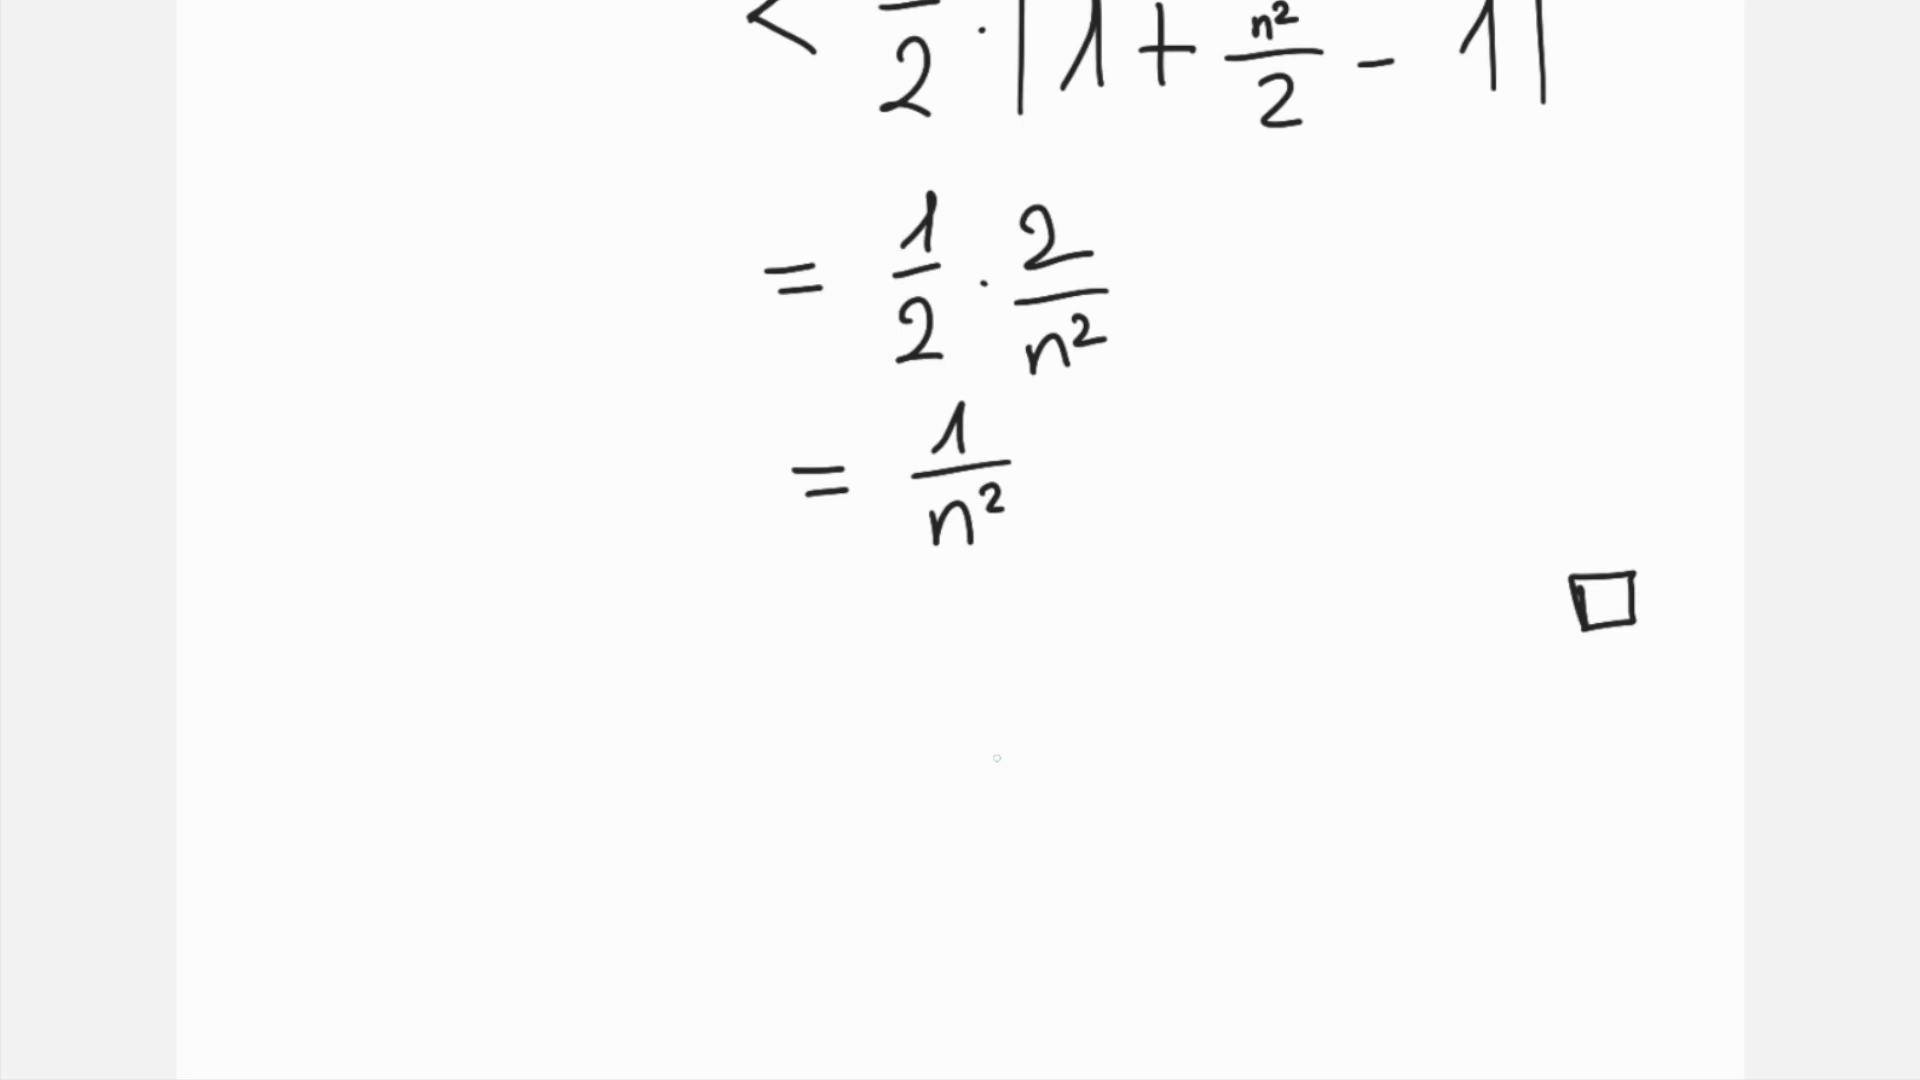 < — 2 · | 1 + n² / 2 - 1 |
= 1/2 · 2/n²
= 1/n²
□